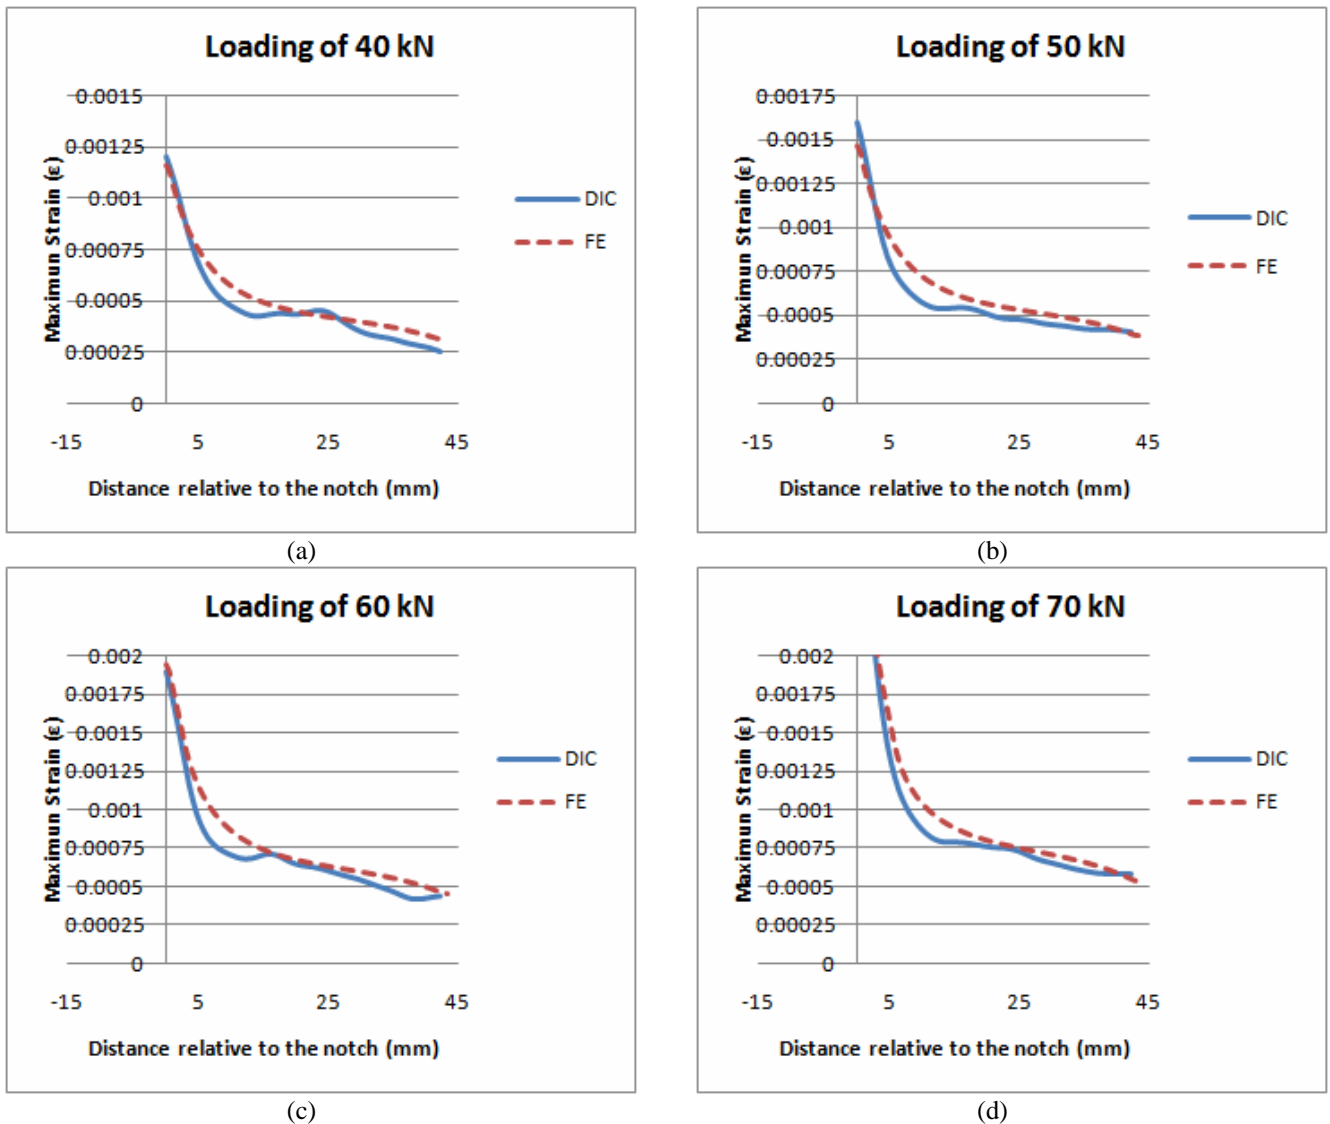 Loading of 40 kN
0.0015
0.00125
0.001
0.00075
0.0005
0.00025
0
-15 5 25 45
Maximun Strain (ε)
Distance relative to the notch (mm)
DIC
FE
(a)
Loading of 50 kN
0.00175
0.0015
0.00125
0.001
0.00075
0.0005
0.00025
0
-15 5 25 45
Maximun Strain (ε)
Distance relative to the notch (mm)
DIC
FE
(b)
Loading of 60 kN
0.002
0.00175
0.0015
0.00125
0.001
0.00075
0.0005
0.00025
0
-15 5 25 45
Maximun Strain (ε)
Distance relative to the notch (mm)
DIC
FE
(c)
Loading of 70 kN
0.002
0.00175
0.0015
0.00125
0.001
0.00075
0.0005
0.00025
0
-15 5 25 45
Maximun Strain (ε)
Distance relative to the notch (mm)
DIC
FE
(d)